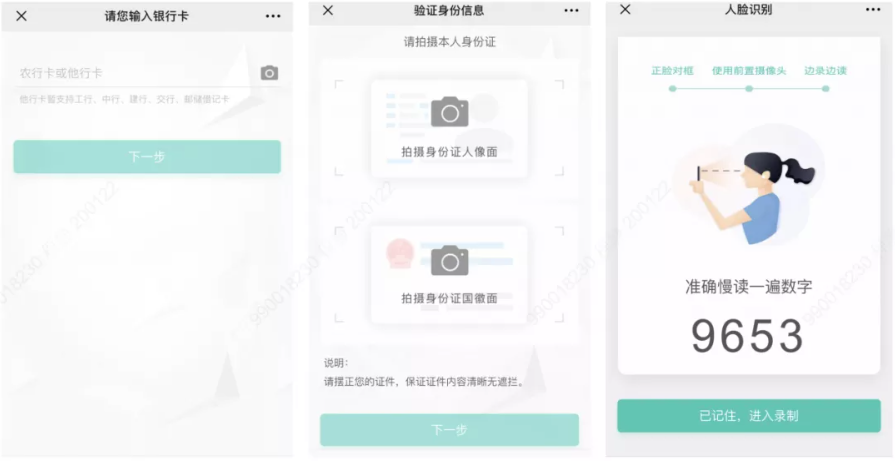 请您输入银行卡
农行卡或他行卡
他行卡暂支持工行、中行、建行、交行、邮储借记卡
下一步
验证身份信息
请拍摄本人身份证
拍摄身份证人像面
拍摄身份证国徽面
说明：
请摆正您的证件，保证证件内容清晰无遮拦。
下一步
人脸识别
正脸对框 使用前置摄像头 边录边读
准确慢读一遍数字
9653
已记住，进入录制